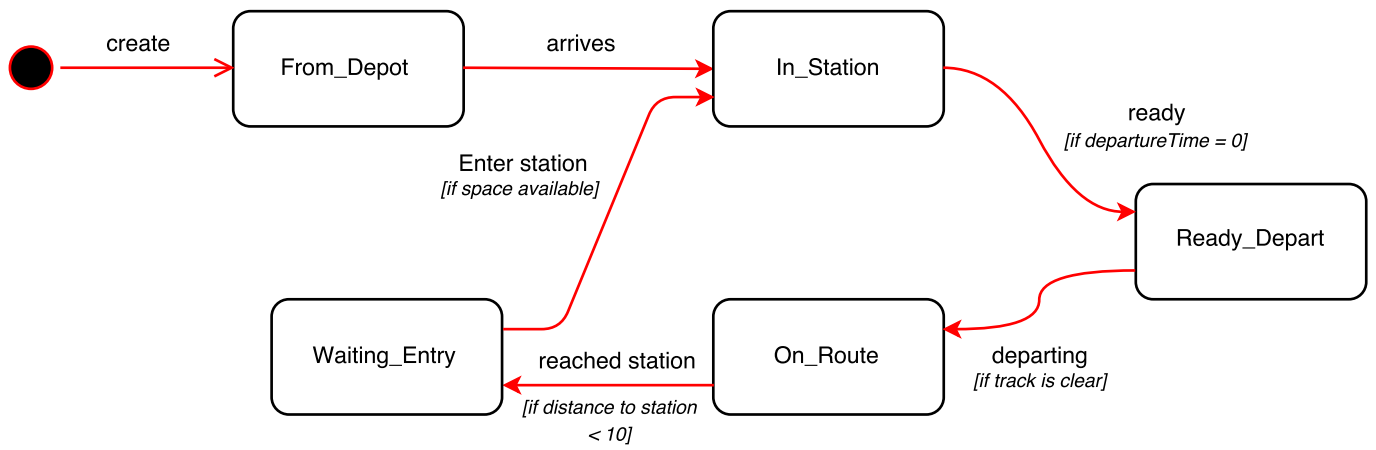 create
From_Depot
arrives
In_Station
ready
[if departureTime = 0]
Enter station
[if space available]
Ready_Depart
Waiting_Entry
reached station
[if distance to station
< 10]
On_Route
departing
[if track is clear]